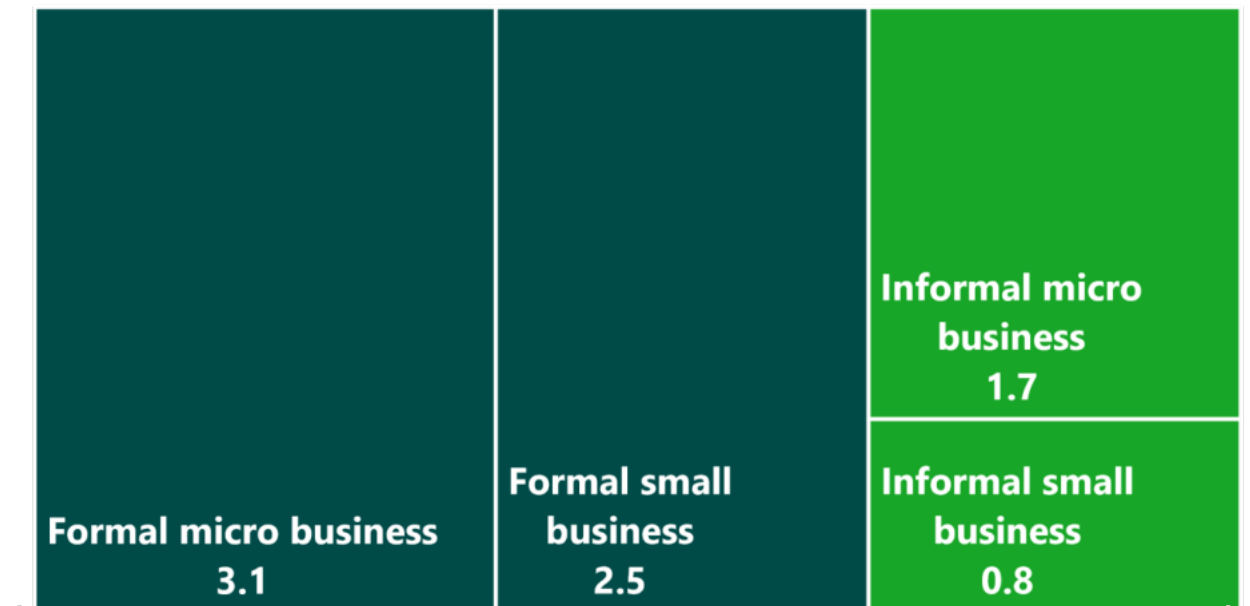 Formal micro business
3.1
Formal small
business
2.5
Informal micro
business
1.7
Informal small
business
0.8